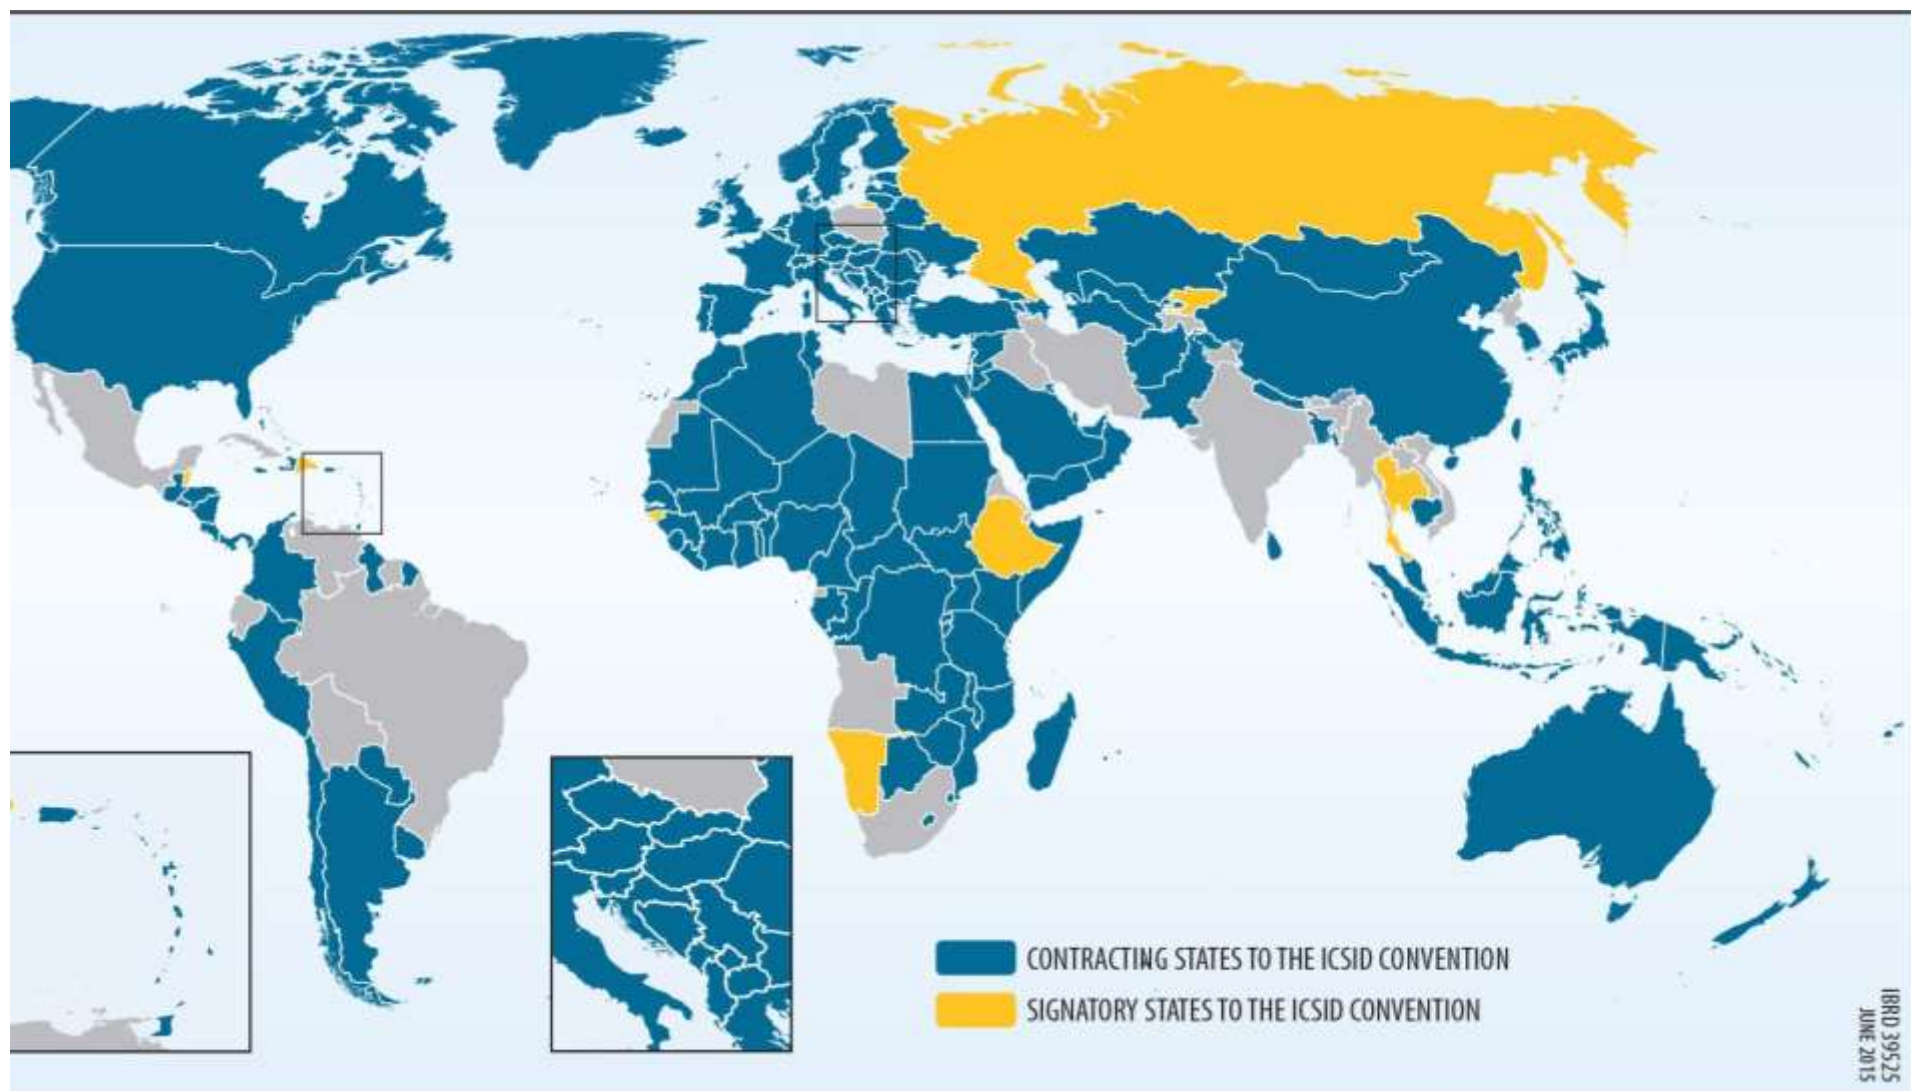 CONTRACTING STATES TO THE ICSID CONVENTION
SIGNATORY STATES TO THE ICSID CONVENTION
IBRD 39525
JUNE 2015